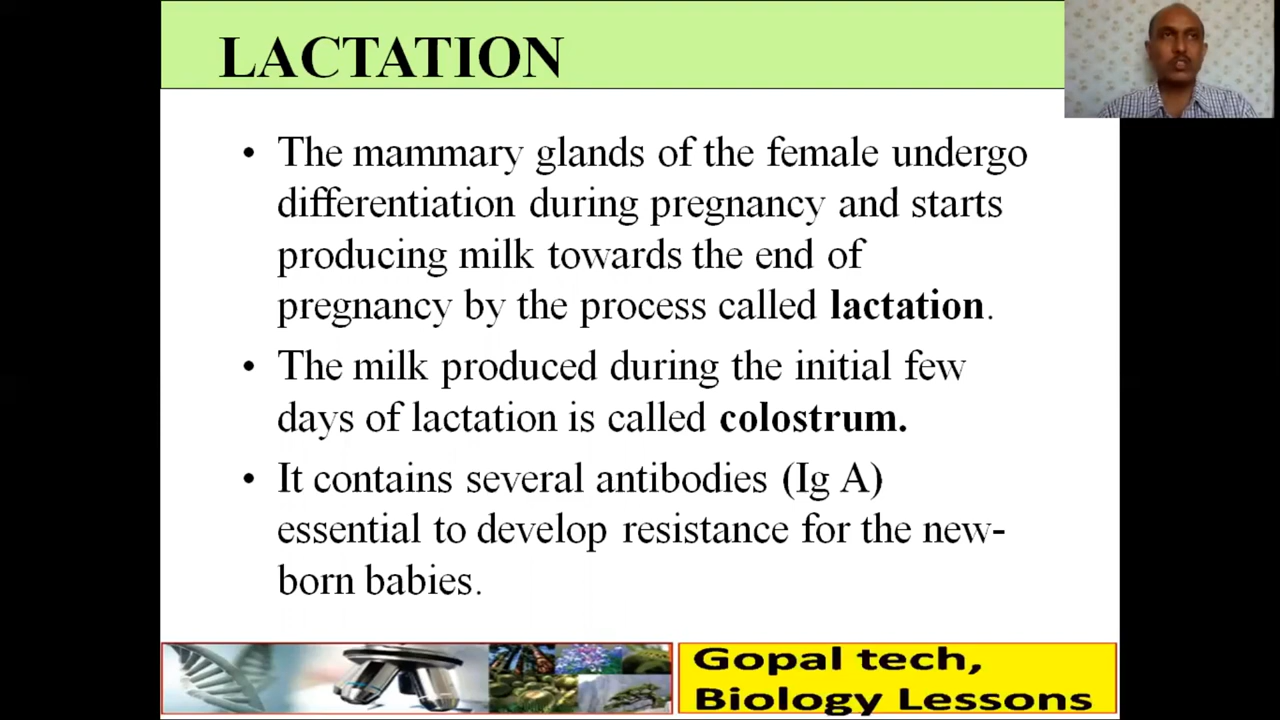 LACTATION
• The mammary glands of the female undergo
differentiation during pregnancy and starts
producing milk towards the end of
pregnancy by the process called lactation.
• The milk produced during the initial few
days of lactation is called colostrum.
• It contains several antibodies (Ig A)
essential to develop resistance for the new-
born babies.
Gopal tech,
Biology Lessons